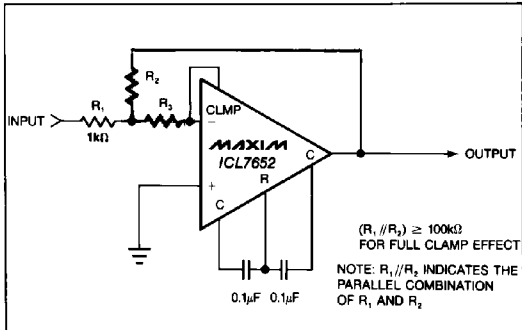 R₂
R₁
R₃
CLMP
INPUT
1kΩ
−
MAXIM
ICL7652
C
OUTPUT
+
R
C
(R₁//R₂) ≥ 100kΩ
FOR FULL CLAMP EFFECT
NOTE: R₁//R₂ INDICATES THE
PARALLEL COMBINATION
OF R₁ AND R₂
0.1µF 0.1µF